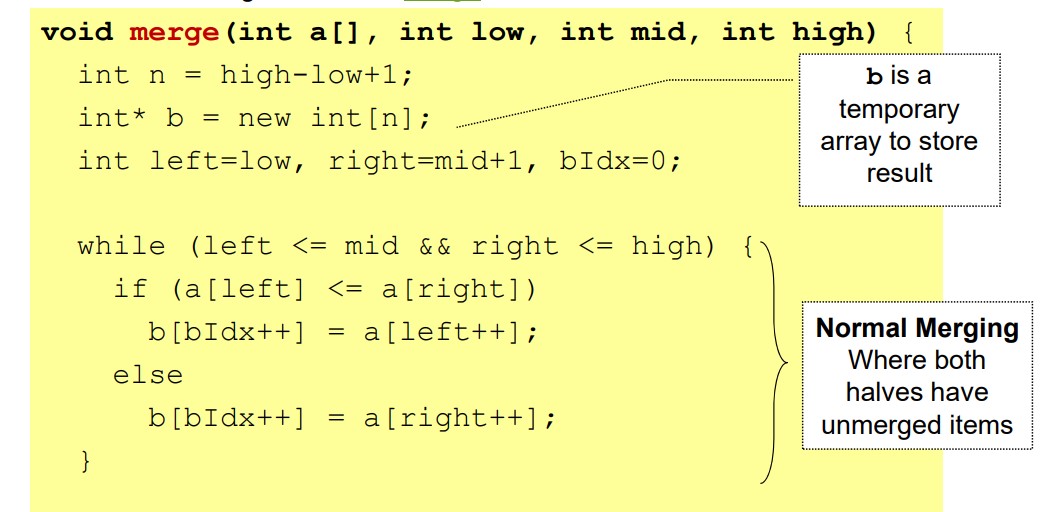 void merge(int a[], int low, int mid, int high) {
int n = high-low+1;
int* b = new int[n];
int left=low, right=mid+1, bIdx=0;
while (left <= mid && right <= high) {
if (a[left] <= a[right])
b[bIdx++] = a[left++];
else
b[bIdx++] = a[right++];
}
b is a
temporary
array to store
result
Normal Merging
Where both
halves have
unmerged items